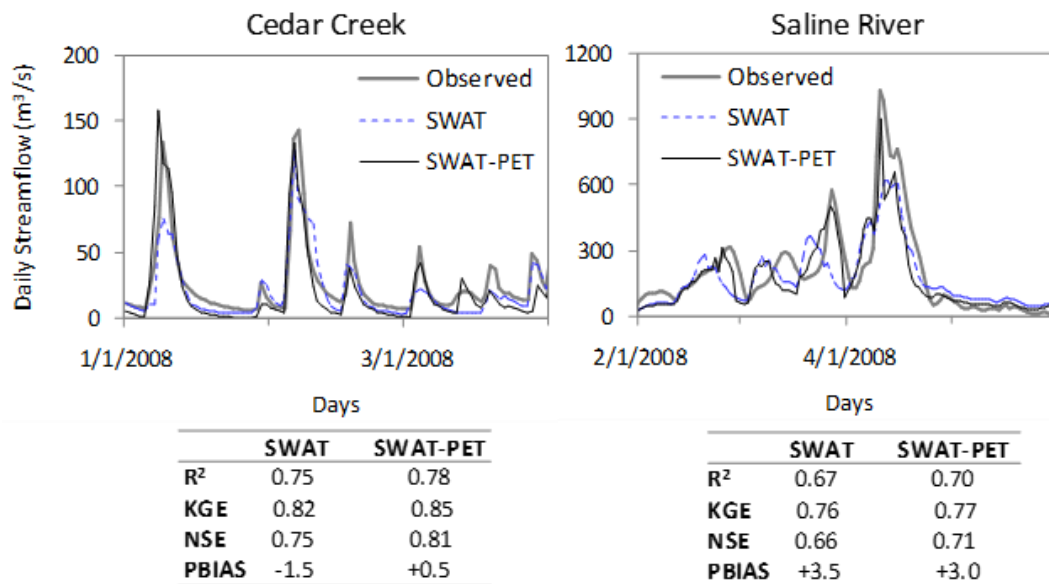 Cedar Creek
Daily Streamflow (m³/s)
200
150
100
50
0
Observed
SWAT
SWAT-PET
1/1/2008
3/1/2008
Days
SWAT SWAT-PET
R² 0.75 0.78
KGE 0.82 0.85
NSE 0.75 0.81
PBIAS -1.5 +0.5
Saline River
1200
900
600
300
0
Observed
SWAT
SWAT-PET
2/1/2008
4/1/2008
Days
SWAT SWAT-PET
R² 0.67 0.70
KGE 0.76 0.77
NSE 0.66 0.71
PBIAS +3.5 +3.0